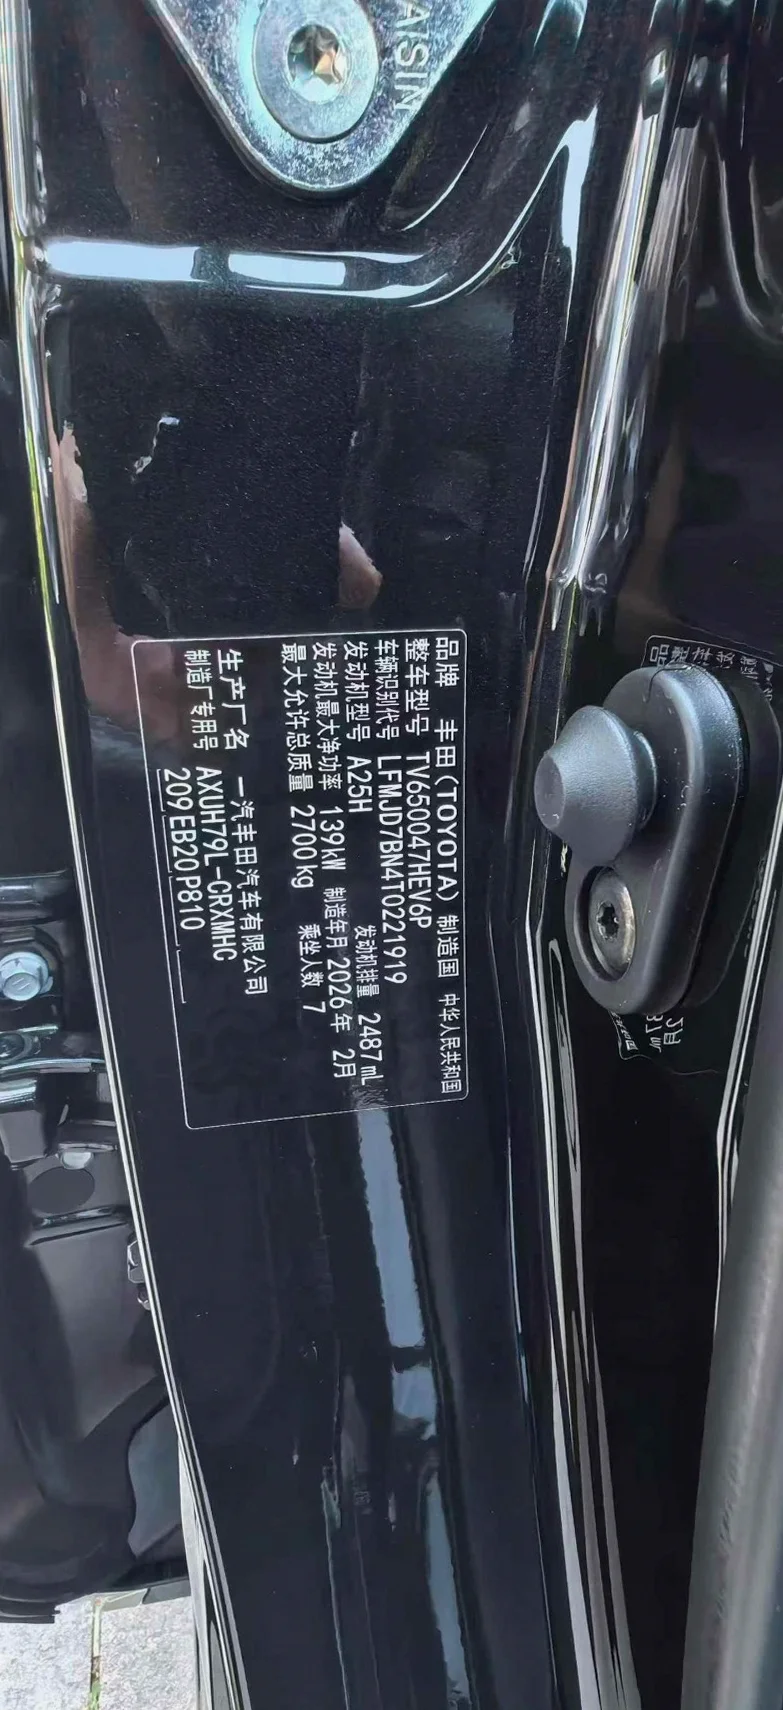 AISIN
品牌 丰田(TOYOTA) 制造国 中华人民共和国
整车型号 TV650047HEV6P
车辆识别代号 LFMJD7BN4T0221919
发动机型号 A25H 发动机排量 2487 mL
发动机最大净功率 139kW 制造年月 2026年 2月
最大允许总质量 2700kg 乘坐人数 7
生产厂名 一汽丰田汽车有限公司
制造厂专用号 AXUH79L-CRXMHC
209EB20P810